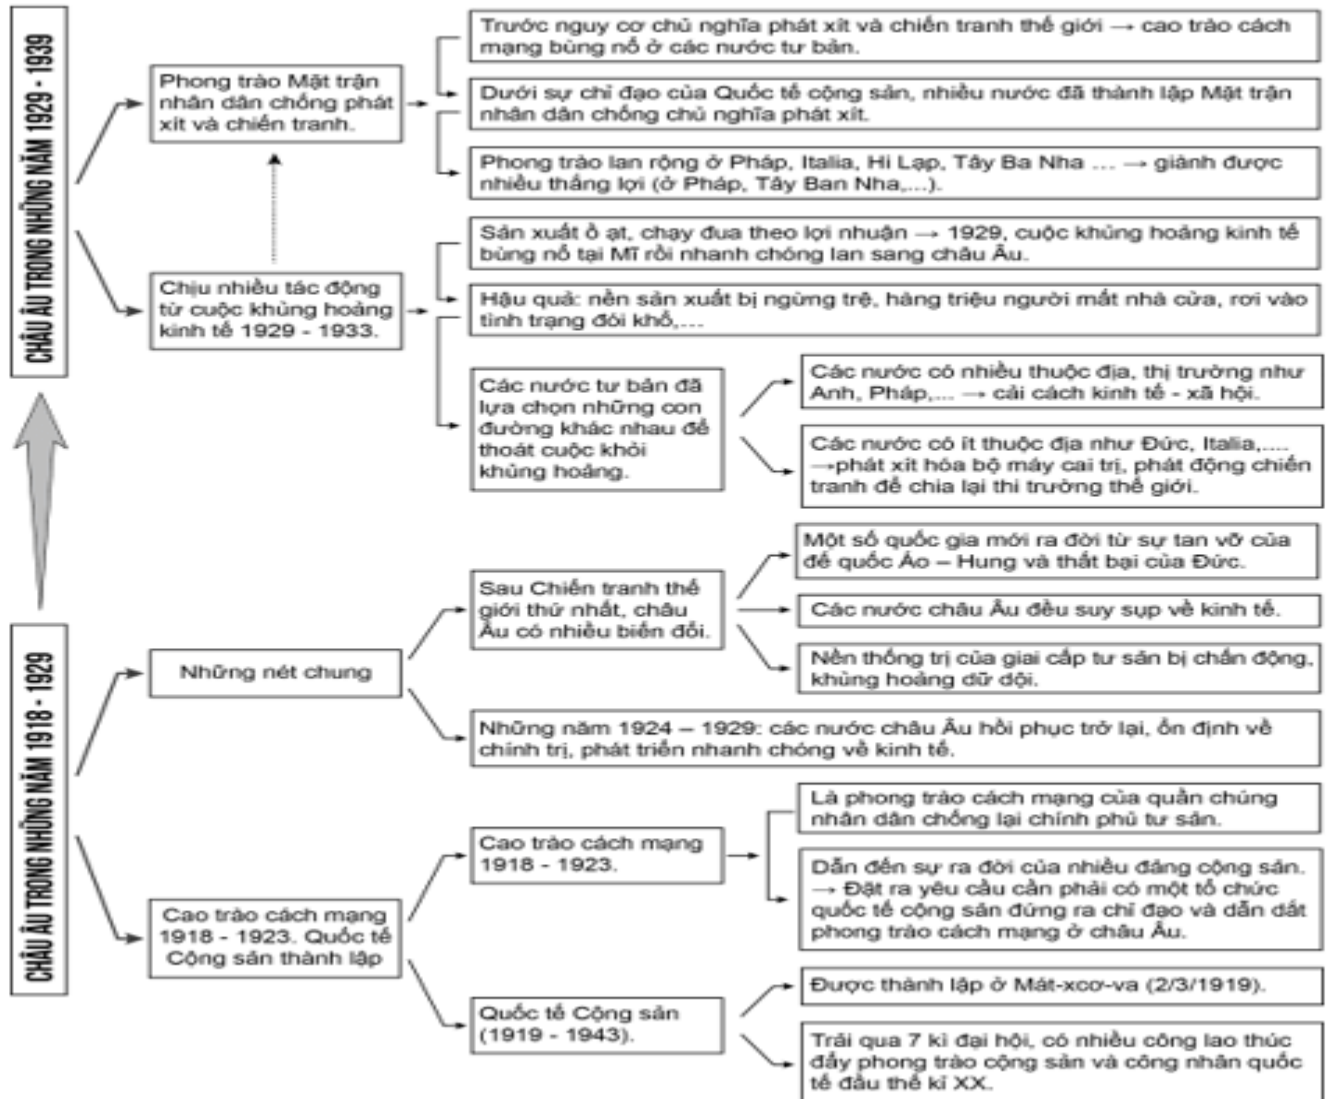 CHÂU ÂU TRONG NHỮNG NĂM 1929 - 1939
Phong trào Mặt trận
nhân dân chống phát
xít và chiến tranh.
Trước nguy cơ chủ nghĩa phát xít và chiến tranh thế giới → cao trào cách
mạng bùng nổ ở các nước tư bản.
Dưới sự chỉ đạo của Quốc tế cộng sản, nhiều nước đã thành lập Mặt trận
nhân dân chống chủ nghĩa phát xít.
Phong trào lan rộng ở Pháp, Italia, Hi Lạp, Tây Ba Nha ... → giành được
nhiều thắng lợi (ở Pháp, Tây Ban Nha,...).
Chịu nhiều tác động
từ cuộc khủng hoảng
kinh tế 1929 - 1933.
Sản xuất ồ ạt, chạy đua theo lợi nhuận → 1929, cuộc khủng hoảng kinh tế
bùng nổ tại Mĩ rồi nhanh chóng lan sang châu Âu.
Hậu quả: nền sản xuất bị ngừng trệ, hàng triệu người mất nhà cửa, rơi vào
tình trạng đói khổ,...
Các nước tư bản đã
lựa chọn những con
đường khác nhau để
thoát cuộc khỏi
khủng hoảng.
Các nước có nhiều thuộc địa, thị trường như
Anh, Pháp,... → cải cách kinh tế - xã hội.
Các nước có ít thuộc địa như Đức, Italia,....
→phát xít hóa bộ máy cai trị, phát động chiến
tranh để chia lại thi trường thế giới.
CHÂU ÂU TRONG NHỮNG NĂM 1918 - 1929
Những nét chung
Sau Chiến tranh thế
giới thứ nhất, châu
Âu có nhiều biến đổi.
Một số quốc gia mới ra đời từ sự tan vỡ của
đế quốc Áo – Hung và thất bại của Đức.
Các nước châu Âu đều suy sụp về kinh tế.
Nền thống trị của giai cấp tư sản bị chấn động,
khủng hoảng dữ dội.
Những năm 1924 – 1929: các nước châu Âu hồi phục trở lại, ổn định về
chính trị, phát triển nhanh chóng về kinh tế.
Cao trào cách mạng
1918 - 1923. Quốc tế
Cộng sản thành lập
Cao trào cách mạng
1918 - 1923.
Là phong trào cách mạng của quần chúng
nhân dân chống lại chính phủ tư sản.
Dẫn đến sự ra đời của nhiều đảng cộng sản.
→ Đặt ra yêu cầu cần phải có một tổ chức
quốc tế cộng sản đứng ra chỉ đạo và dẫn dắt
phong trào cách mạng ở châu Âu.
Quốc tế Cộng sản
(1919 - 1943).
Được thành lập ở Mát-xcơ-va (2/3/1919).
Trải qua 7 kì đại hội, có nhiều công lao thúc
đẩy phong trào cộng sản và công nhân quốc
tế đầu thế kỉ XX.